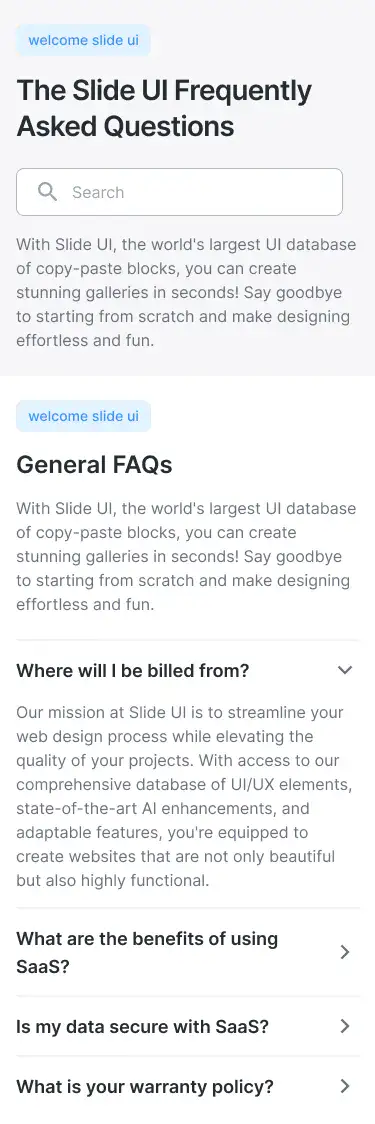 welcome slide ui
The Slide UI Frequently
Asked Questions
Search
With Slide UI, the world's largest UI database
of copy-paste blocks, you can create
stunning galleries in seconds! Say goodbye
to starting from scratch and make designing
effortless and fun.
welcome slide ui
General FAQs
With Slide UI, the world's largest UI database
of copy-paste blocks, you can create
stunning galleries in seconds! Say goodbye
to starting from scratch and make designing
effortless and fun.
Where will I be billed from?
Our mission at Slide UI is to streamline your
web design process while elevating the
quality of your projects. With access to our
comprehensive database of UI/UX elements,
state-of-the-art AI enhancements, and
adaptable features, you're equipped to
create websites that are not only beautiful
but also highly functional.
What are the benefits of using
SaaS?
Is my data secure with SaaS?
What is your warranty policy?